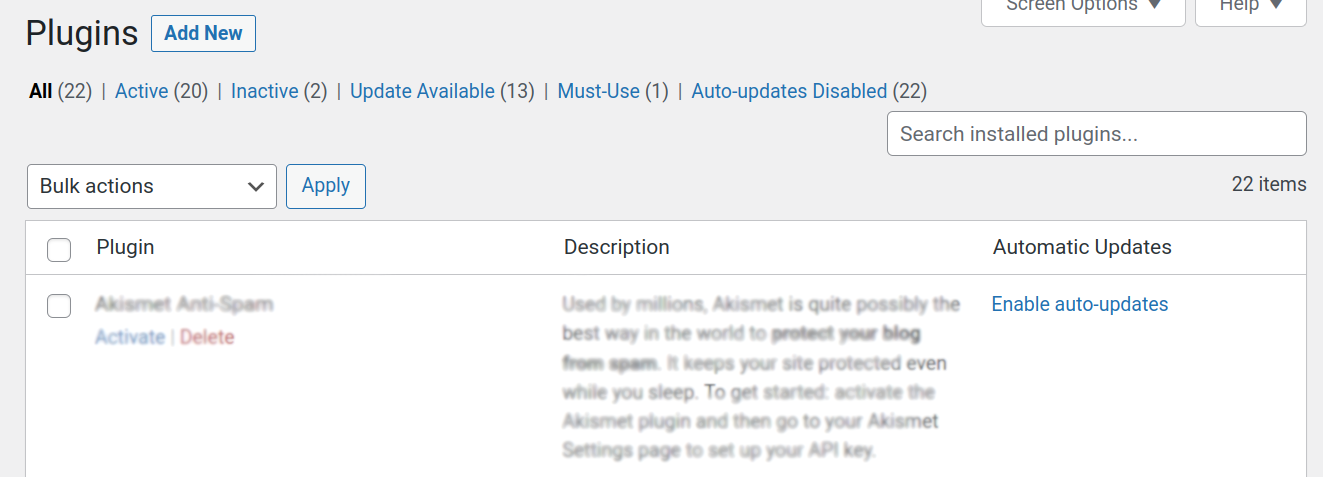 Screen Options ▼ Help ▼
Plugins Add New
All (22) | Active (20) | Inactive (2) | Update Available (13) | Must-Use (1) | Auto-updates Disabled (22)
Search installed plugins...
Bulk actions Apply 22 items
Plugin Description Automatic Updates
Akismet Anti-Spam Used by millions, Akismet is quite possibly the Enable auto-updates
Activate | Delete best way in the world to protect your blog
from spam. It keeps your site protected even
while you sleep. To get started: activate the
Akismet plugin and then go to your Akismet
Settings page to set up your API key.